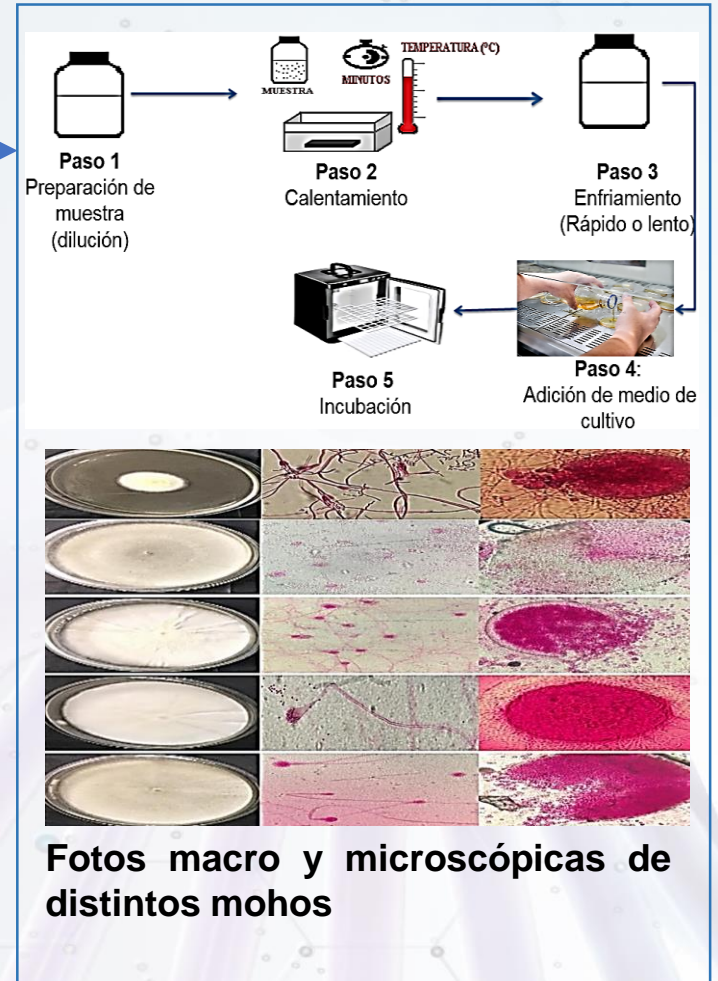 MUESTRA
MINUTOS
TEMPERATURA (ºC)
Paso 1
Preparación de
muestra
(dilución)
Paso 2
Calentamiento
Paso 3
Enfriamiento
(Rápido o lento)
Paso 4:
Adición de medio de
cultivo
Paso 5
Incubación
Fotos macro y microscópicas de
distintos mohos